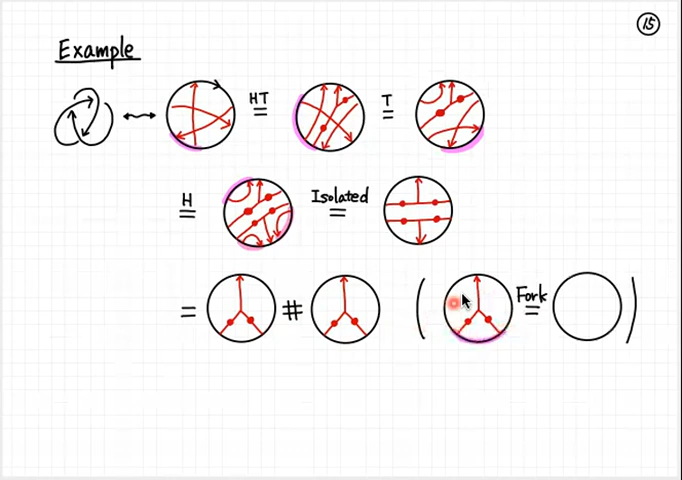 ⑮
Example
HT = T =
H = Isolated =
= # ( Fork = )